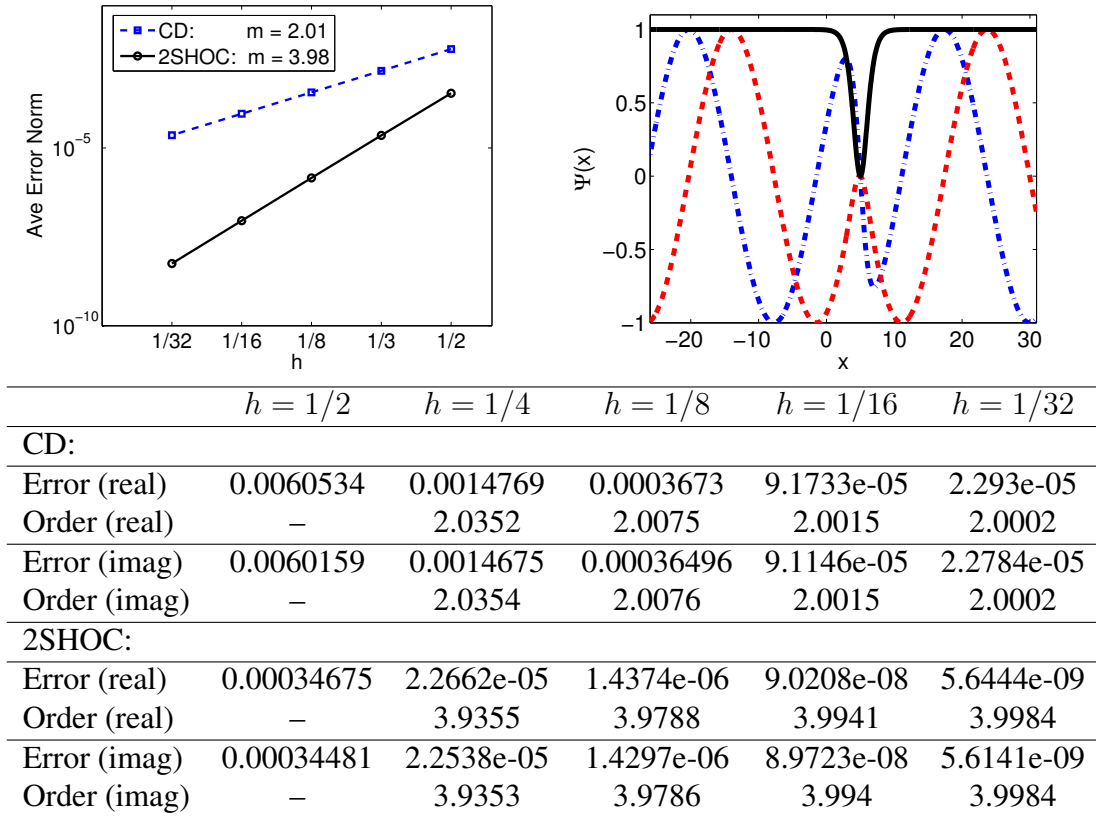 CD: m = 2.01
2SHOC: m = 3.98
Ave Error Norm
10^-5
10^-10
1/32 1/16 1/8 1/3 1/2
h
Ψ(x)
1
0.5
0
−0.5
−1
−20 −10 0 10 20 30
x
h = 1/2 h = 1/4 h = 1/8 h = 1/16 h = 1/32
CD:
Error (real) 0.0060534 0.0014769 0.0003673 9.1733e-05 2.293e-05
Order (real) – 2.0352 2.0075 2.0015 2.0002
Error (imag) 0.0060159 0.0014675 0.00036496 9.1146e-05 2.2784e-05
Order (imag) – 2.0354 2.0076 2.0015 2.0002
2SHOC:
Error (real) 0.00034675 2.2662e-05 1.4374e-06 9.0208e-08 5.6444e-09
Order (real) – 3.9355 3.9788 3.9941 3.9984
Error (imag) 0.00034481 2.2538e-05 1.4297e-06 8.9723e-08 5.6141e-09
Order (imag) – 3.9353 3.9786 3.994 3.9984